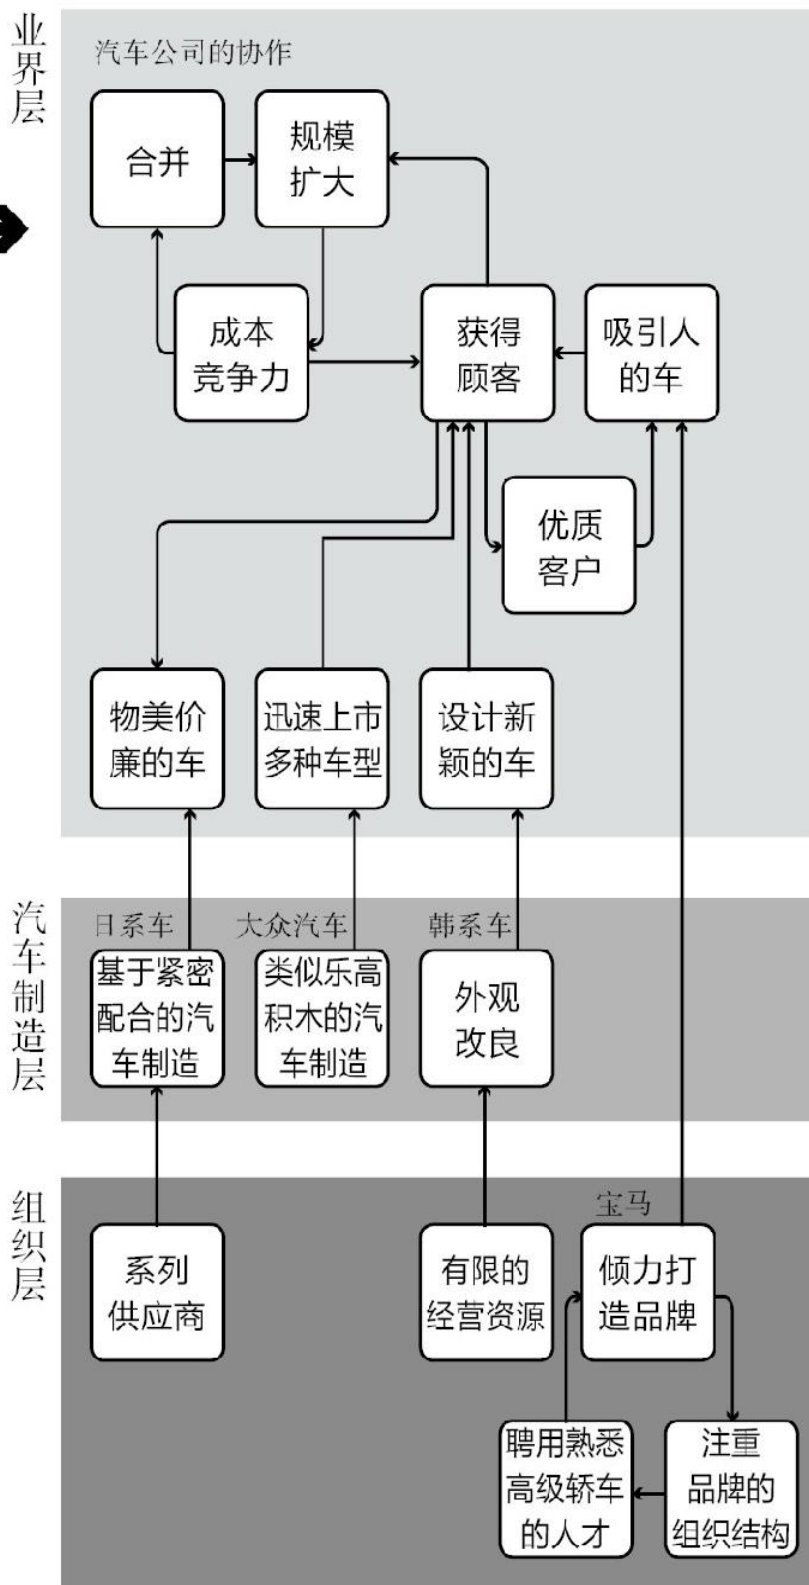 业界层
汽车公司的协作
合并
规模
扩大
成本
竞争力
获得
顾客
吸引人
的车
优质
客户
物美价
廉的车
迅速上市
多种车型
设计新
颖的车
汽车制造层
日系车
大众汽车
韩系车
基于紧密
配合的汽
车制造
类似乐高
积木的汽
车制造
外观
改良
组织层
宝马
系列
供应商
有限的
经营资源
倾力打
造品牌
聘用熟悉
高级轿车
的人才
注重
品牌的
组织结构